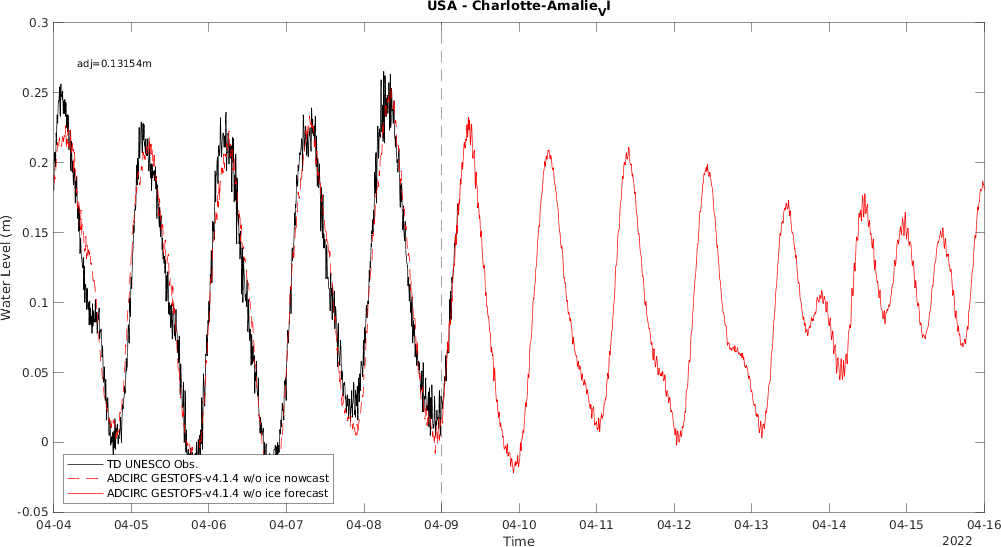 USA - Charlotte-AmalieVI
adj=0.13154m
0.3
0.25
0.2
0.15
0.1
0.05
0
-0.05
Water Level (m)
TD UNESCO Obs.
ADCIRC GESTOFS-v4.1.4 w/o ice nowcast
ADCIRC GESTOFS-v4.1.4 w/o ice forecast
04-04 04-05 04-06 04-07 04-08 04-09 04-10 04-11 04-12 04-13 04-14 04-15 04-16
Time
2022